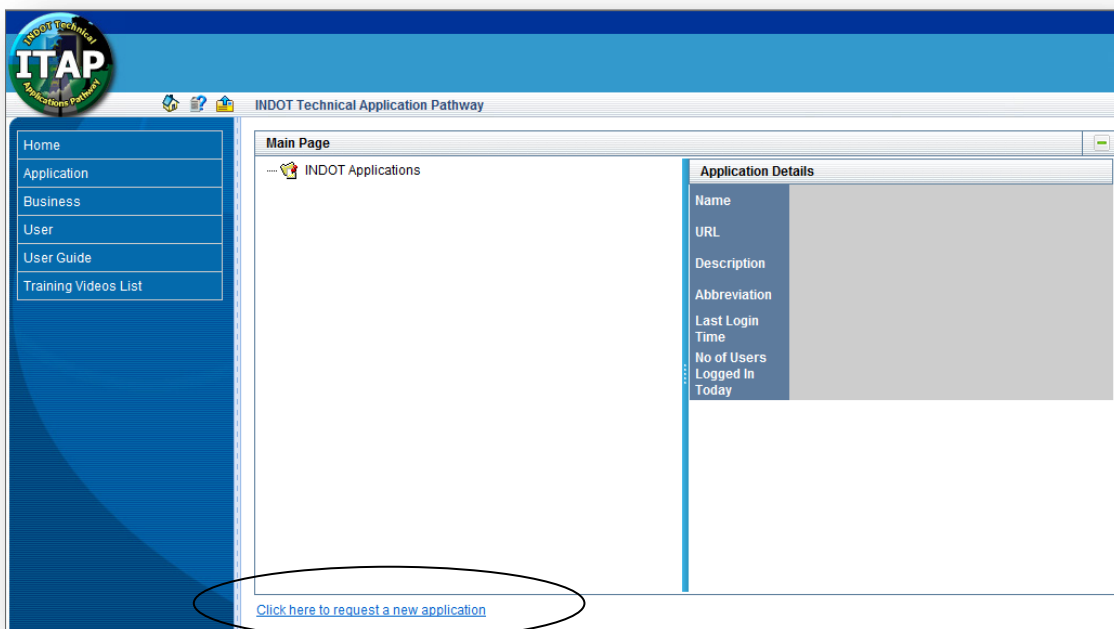 INDOT Technical
ITAP
Applications Pathway
INDOT Technical Application Pathway
Home
Application
Business
User
User Guide
Training Videos List
Main Page
INDOT Applications
Application Details
Name
URL
Description
Abbreviation
Last Login
Time
No of Users
Logged In
Today
Click here to request a new application